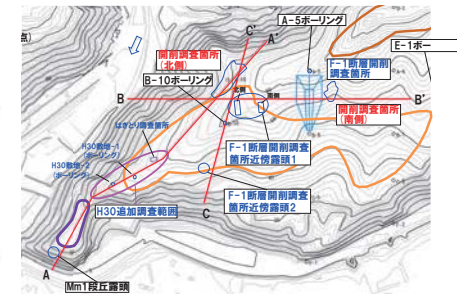 点)
C'
A'
A-5ボーリング
E-1ボー
開削調査箇所
(北側)
B-10ボーリング
F-1断層開削
調査箇所
北側
南側
B
B'
開削調査箇所
(南側)
はぎとり調査箇所
H30敷地-1
(ボーリング)
H30敷地-2
(ボーリング)
F-1断層開削調査
箇所近傍露頭1
F-1断層開削調査
箇所近傍露頭2
H30追加調査範囲
C
A
Mm1段丘露頭